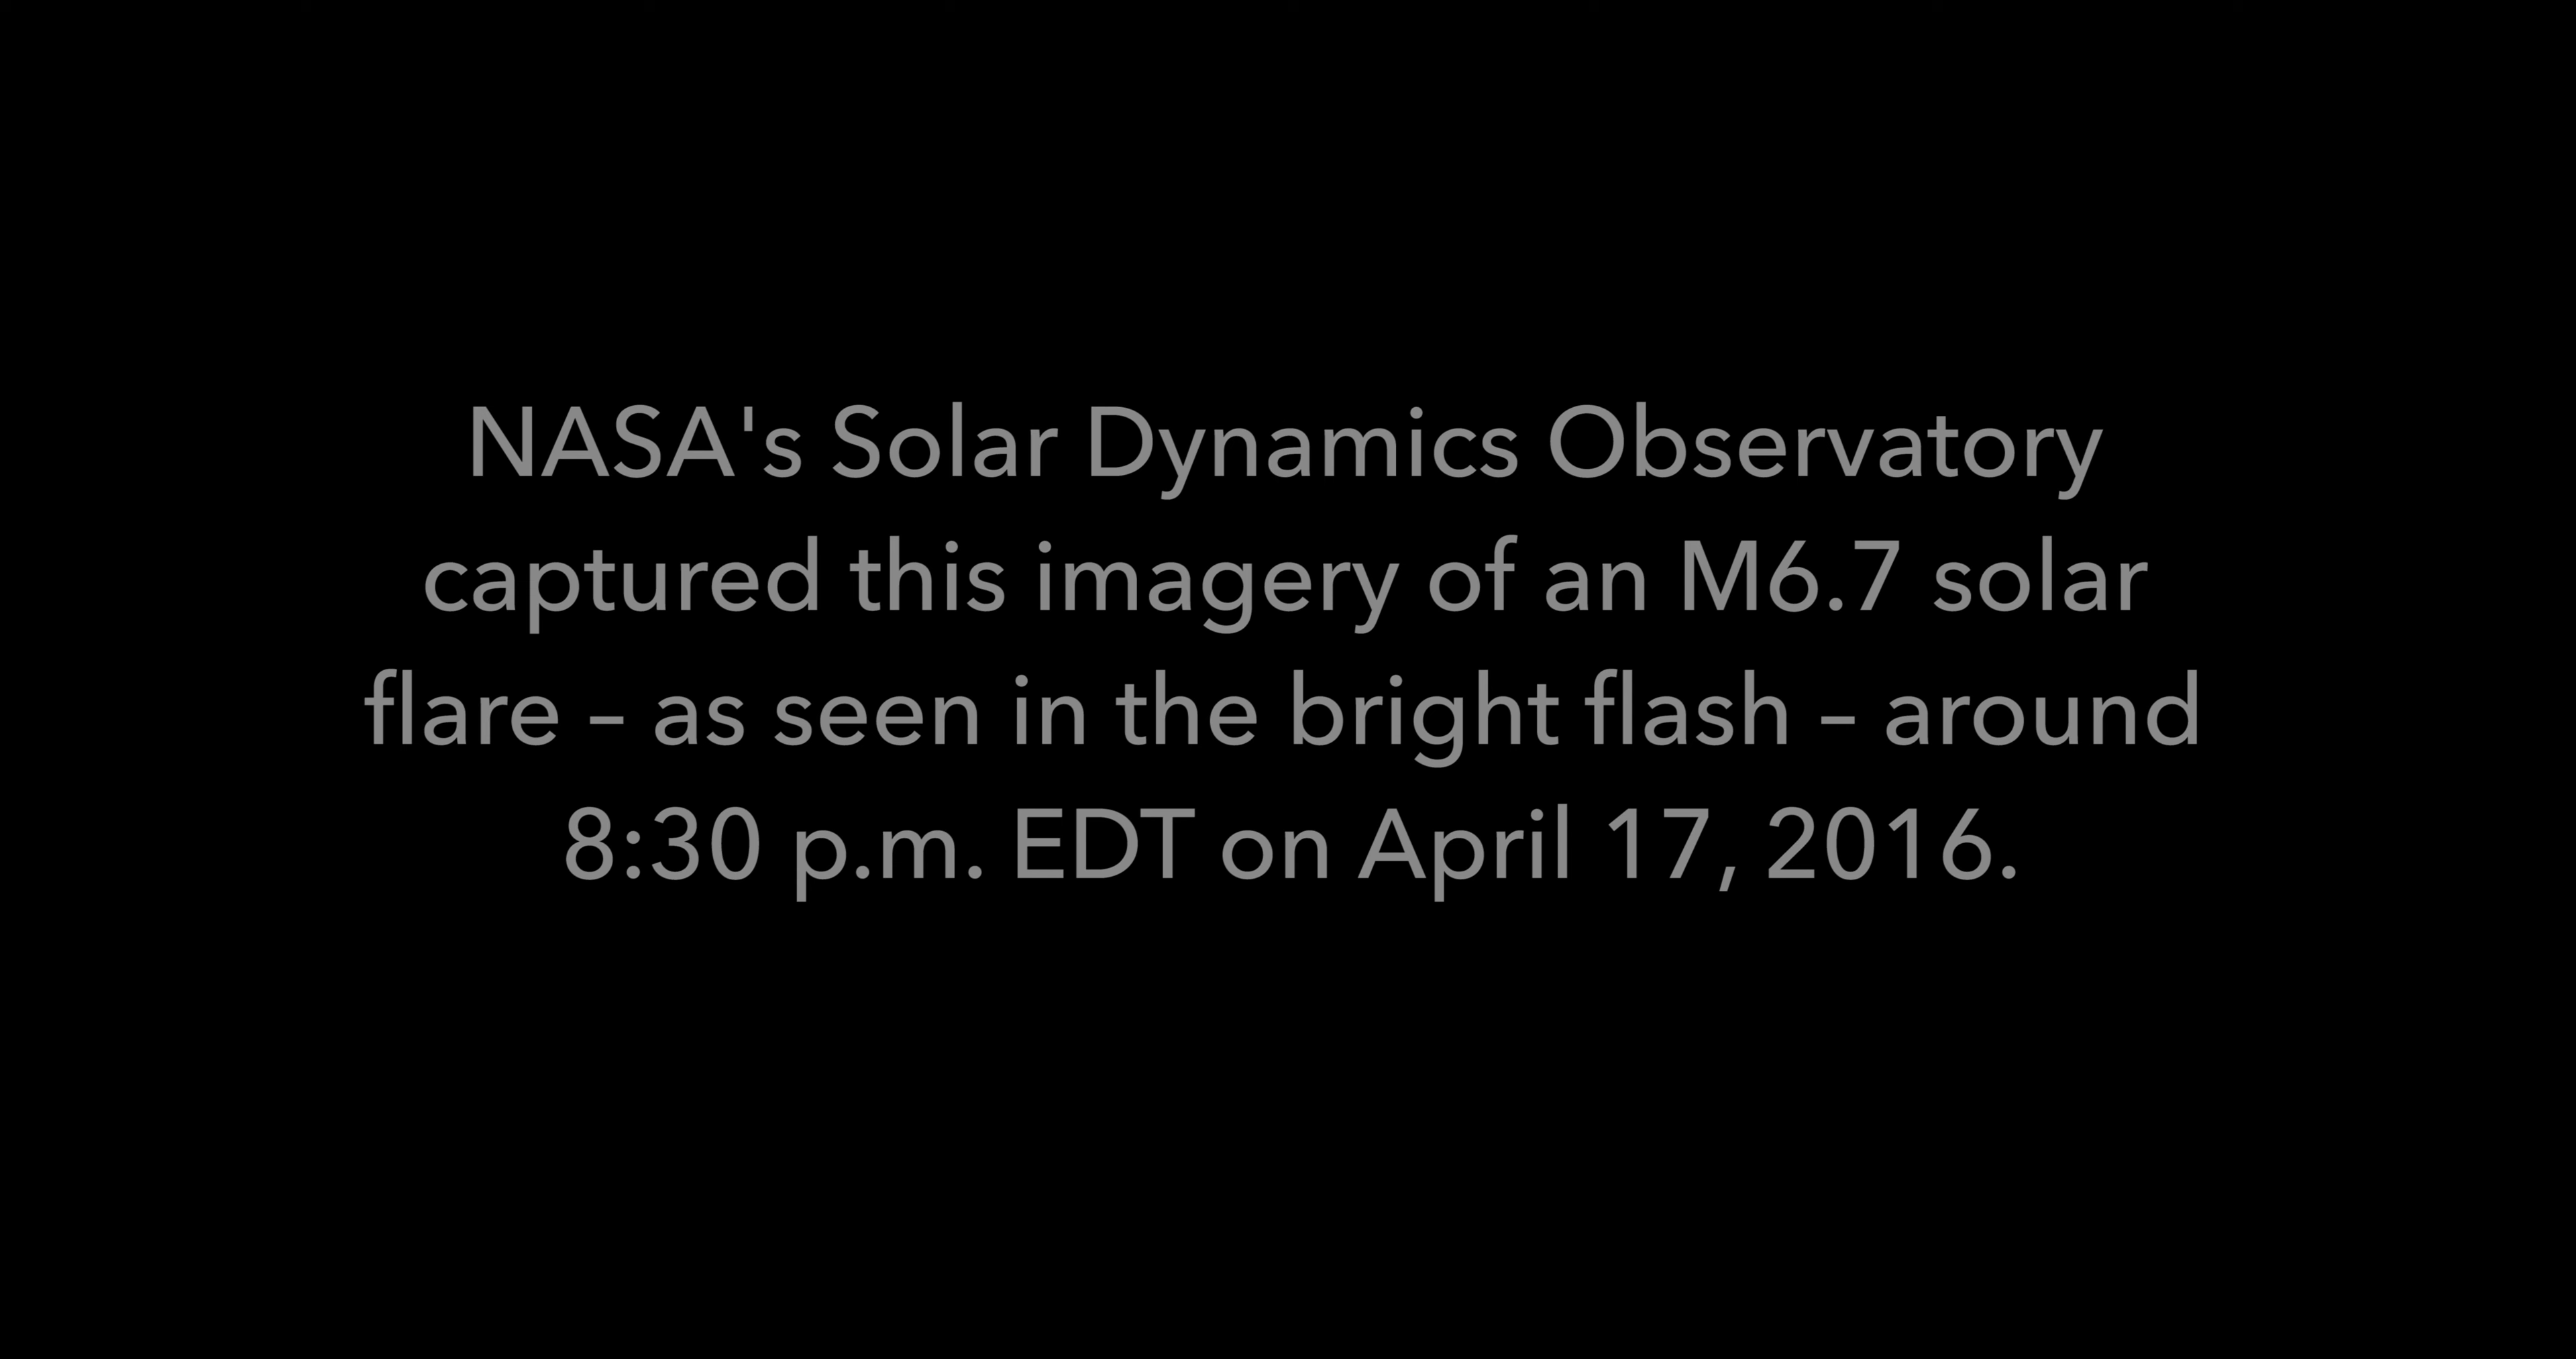 NASA's Solar Dynamics Observatory
captured this imagery of an M6.7 solar
flare – as seen in the bright flash – around
8:30 p.m. EDT on April 17, 2016.